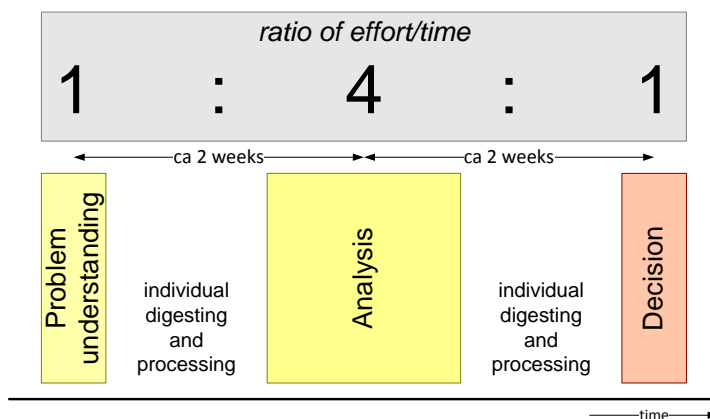 ratio of effort/time
1 : 4 : 1
ca 2 weeks
ca 2 weeks
Problem
understanding
individual
digesting
and
processing
Analysis
individual
digesting
and
processing
Decision
time